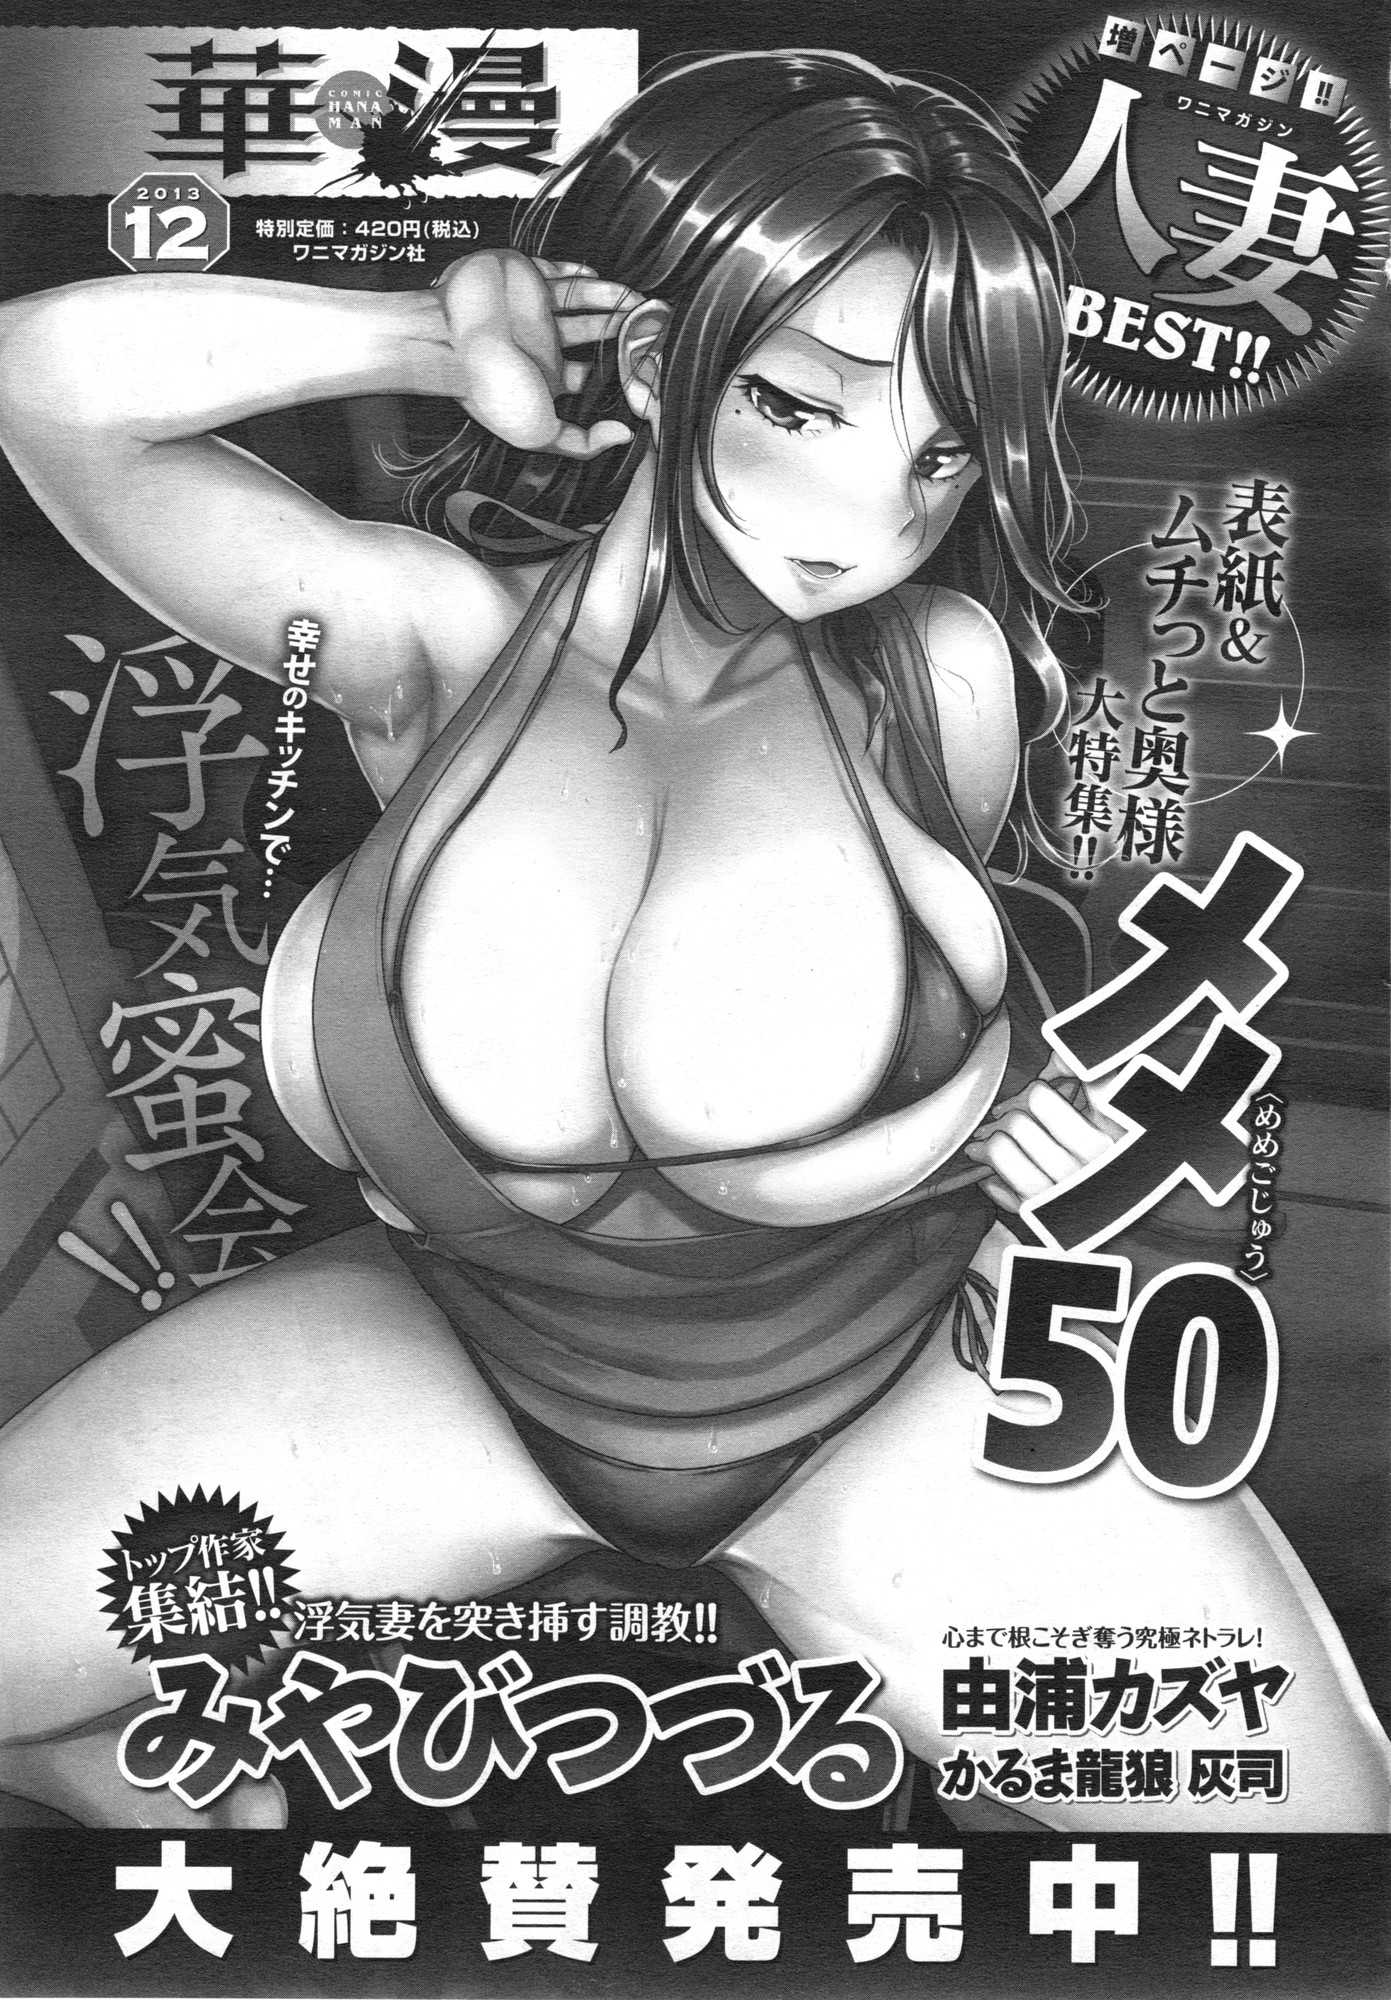 華漫
COMIC
HANA
MAN
2013
12
特別定価：420円(税込)
ワニマガジン社
増ページ!!
ワニマガジン
人妻
BEST!!
表紙&
ムチっと奥様
大特集!!
メメ50
〈めめごじゅう〉
幸せのキッチンで…
浮気蜜会!!
トップ作家
集結!!
浮気妻を突き挿す調教!!
みやびつづる
心まで根こそぎ奪う究極ネトラレ!
由浦カズヤ
かるま龍狼 灰司
大絶賛発売中!!